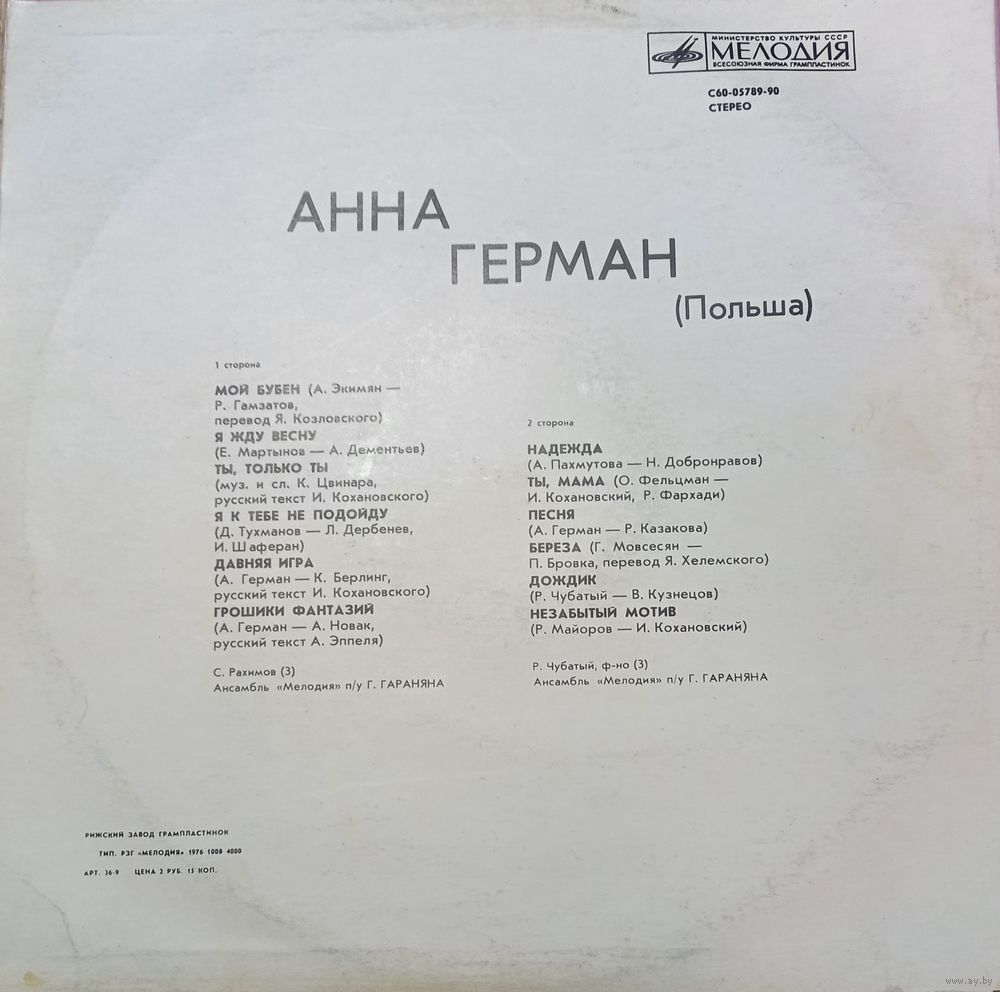 МИНИСТЕРСТВО КУЛЬТУРЫ СССР
МЕЛОДИЯ
ВСЕСОЮЗНАЯ ФИРМА ГРАМПЛАСТИНОК
С60-05789-90
СТЕРЕО
АННА
ГЕРМАН
(Польша)
1 сторона
МОЙ БУБЕН (А. Экимян —
Р. Гамзатов,
перевод Я. Козловского)
Я ЖДУ ВЕСНУ
(Е. Мартынов — А. Дементьев)
ТЫ, ТОЛЬКО ТЫ
(муз. и сл. К. Цвинара,
русский текст И. Кохановского)
Я К ТЕБЕ НЕ ПОДОЙДУ
(Д. Тухманов — Л. Дербенев,
И. Шаферан)
ДАВНЯЯ ИГРА
(А. Герман — К. Берлинг,
русский текст И. Кохановского)
ГРОШИКИ ФАНТАЗИЙ
(А. Герман — А. Новак,
русский текст А. Эппеля)
С. Рахимов (3)
Ансамбль «Мелодия» п/у Г. ГАРАНЯНА
2 сторона
НАДЕЖДА
(А. Пахмутова — Н. Добронравов)
ТЫ, МАМА (О. Фельцман —
И. Кохановский, Р. Фархади)
ПЕСНЯ
(А. Герман — Р. Казакова)
БЕРЕЗА (Г. Мовсесян —
П. Бровка, перевод Я. Хелемского)
ДОЖДИК
(Р. Чубатый — В. Кузнецов)
НЕЗАБЫТЫЙ МОТИВ
(Р. Майоров — И. Кохановский)
Р. Чубатый, ф-но (3)
Ансамбль «Мелодия» п/у Г. ГАРАНЯНА
РИЖСКИЙ ЗАВОД ГРАМПЛАСТИНОК
ТИП. РЗГ «МЕЛОДИЯ» 1976 1008 4000
АРТ. 36-9 ЦЕНА 2 РУБ. 15 КОП.
www.ay.by